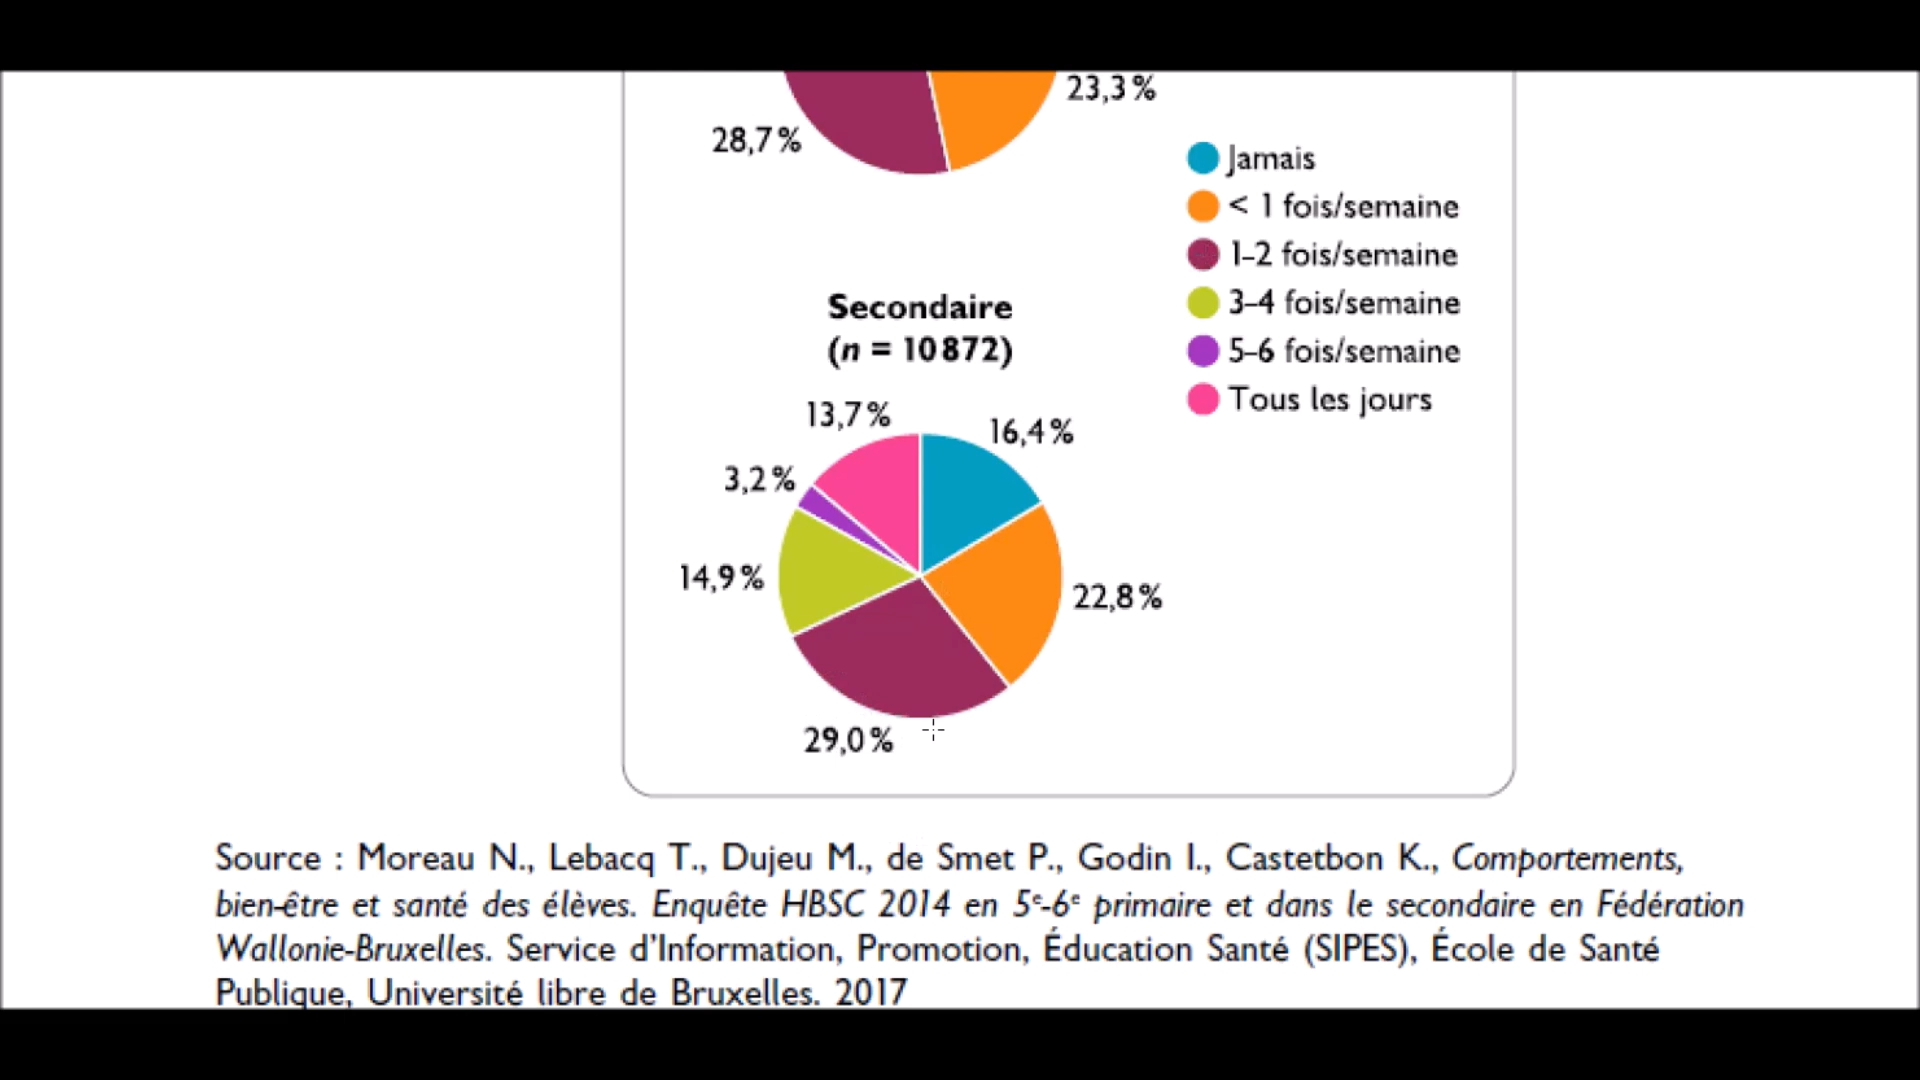 23,3 %
28,7 %
Jamais
< 1 fois/semaine
1–2 fois/semaine
3–4 fois/semaine
5–6 fois/semaine
Tous les jours
Secondaire
(n = 10 872)
13,7 %
16,4 %
3,2 %
14,9 %
22,8 %
29,0 %
Source : Moreau N., Lebacq T., Dujeu M., de Smet P., Godin I., Castetbon K., Comportements,
bien-être et santé des élèves. Enquête HBSC 2014 en 5e-6e primaire et dans le secondaire en Fédération
Wallonie-Bruxelles. Service d’Information, Promotion, Éducation Santé (SIPES), École de Santé
Publique, Université libre de Bruxelles. 2017